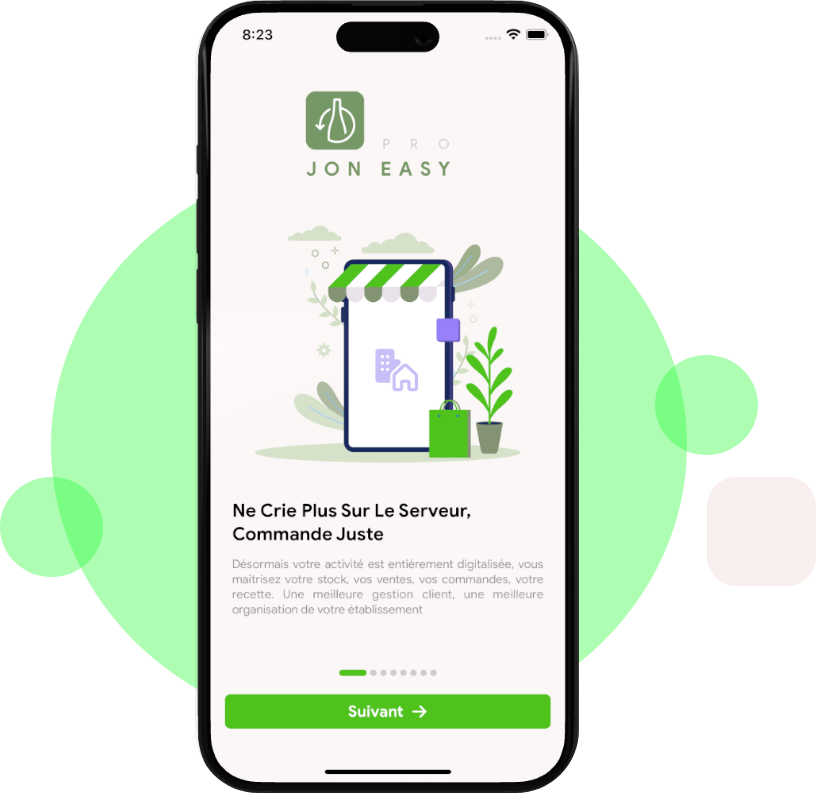 8:23
P R O
JON EASY
Ne Crie Plus Sur Le Serveur,
Commande Juste
Désormais votre activité est entièrement digitalisée, vous
maitrisez votre stock, vos ventes, vos commandes, votre
recette. Une meilleure gestion client, une meilleure
organisation de votre établissement
Suivant →